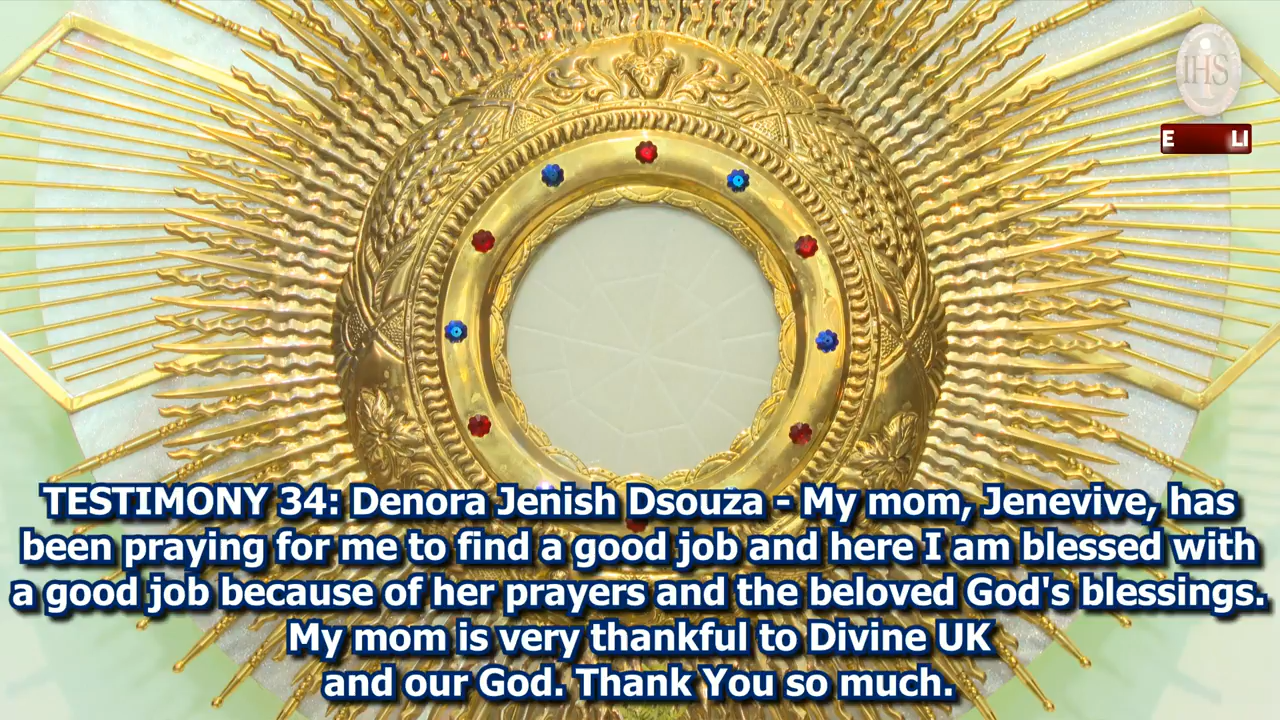 IHS
E LI
TESTIMONY 34: Denora Jenish Dsouza - My mom, Jenevive, has
been praying for me to find a good job and here I am blessed with
a good job because of her prayers and the beloved God's blessings.
My mom is very thankful to Divine UK
and our God. Thank You so much.